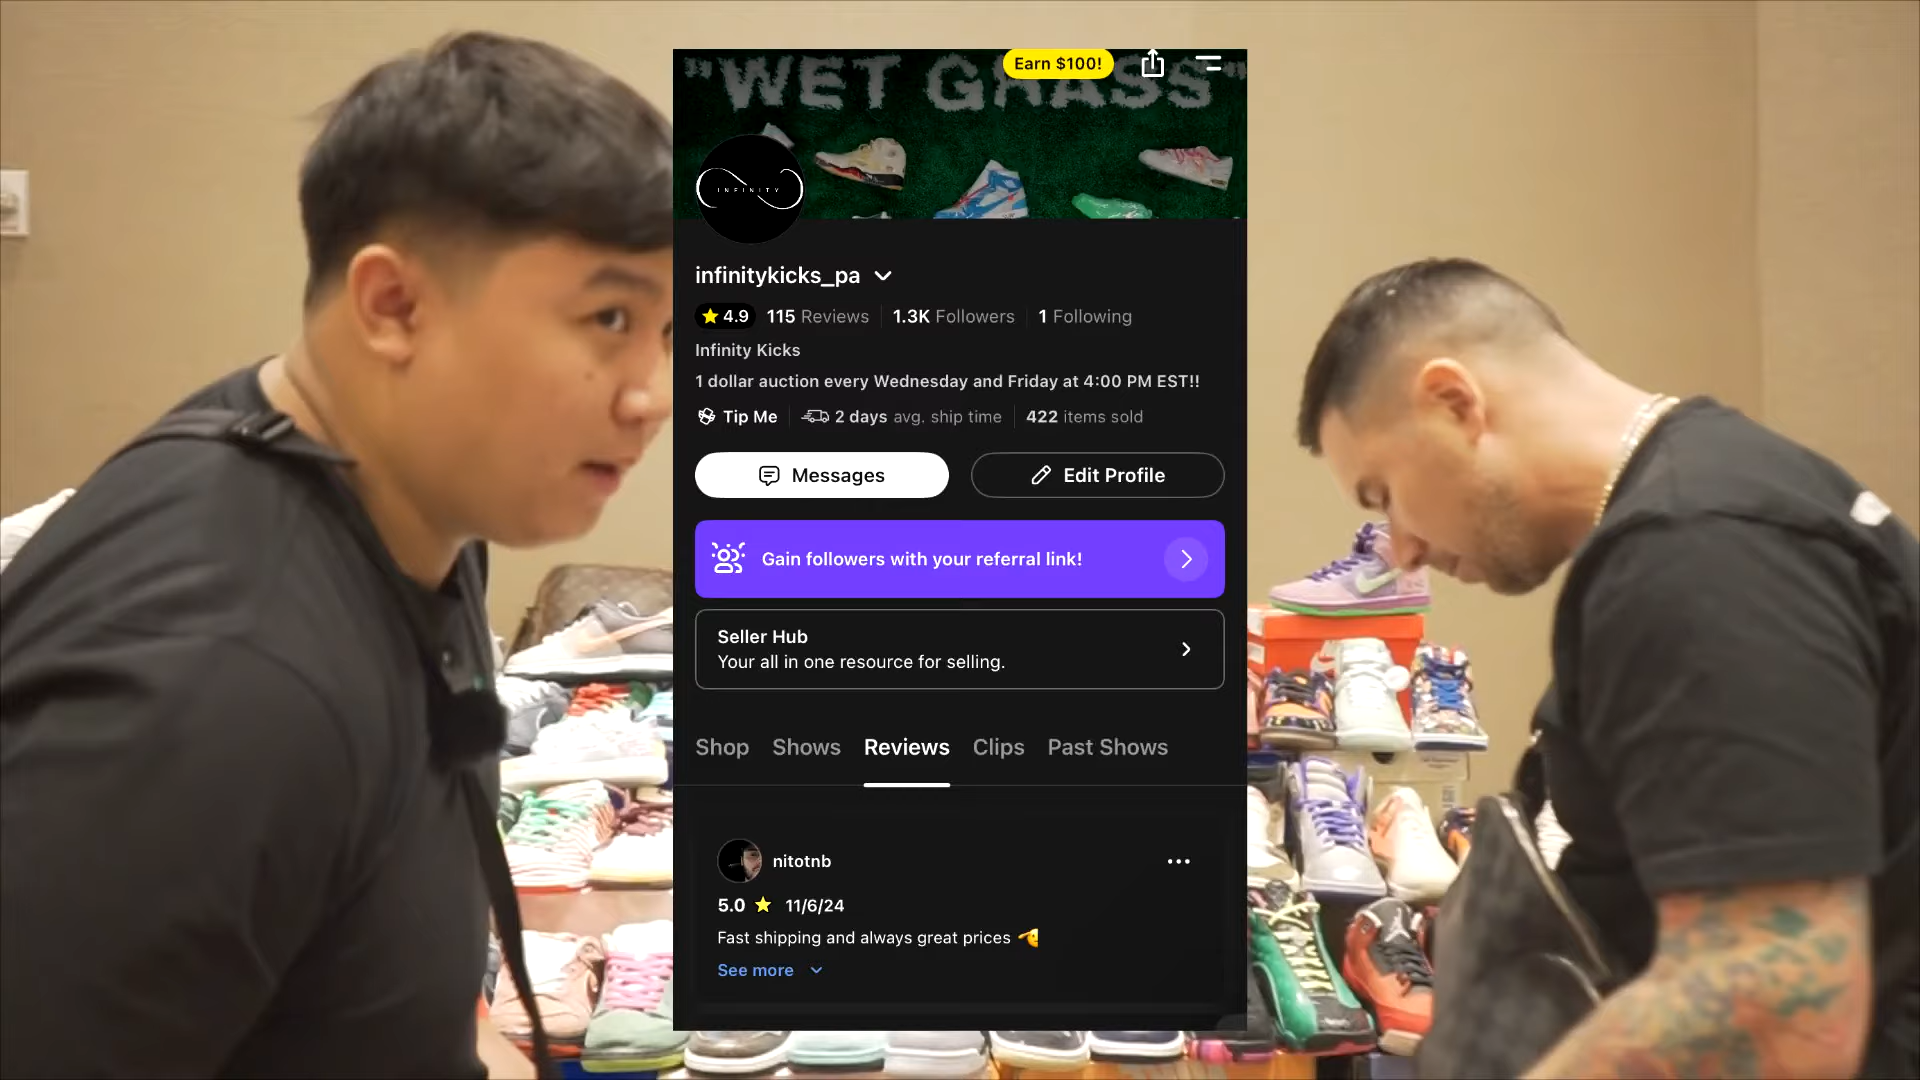 Earn $100!
"WET GRASS"
INFINITY
infinitykicks_pa
4.9 115 Reviews 1.3K Followers 1 Following
Infinity Kicks
1 dollar auction every Wednesday and Friday at 4:00 PM EST!!
Tip Me 2 days avg. ship time 422 items sold
Messages Edit Profile
Gain followers with your referral link!
Seller Hub
Your all in one resource for selling.
Shop Shows Reviews Clips Past Shows
nitotnb
5.0 11/6/24
Fast shipping and always great prices
See more